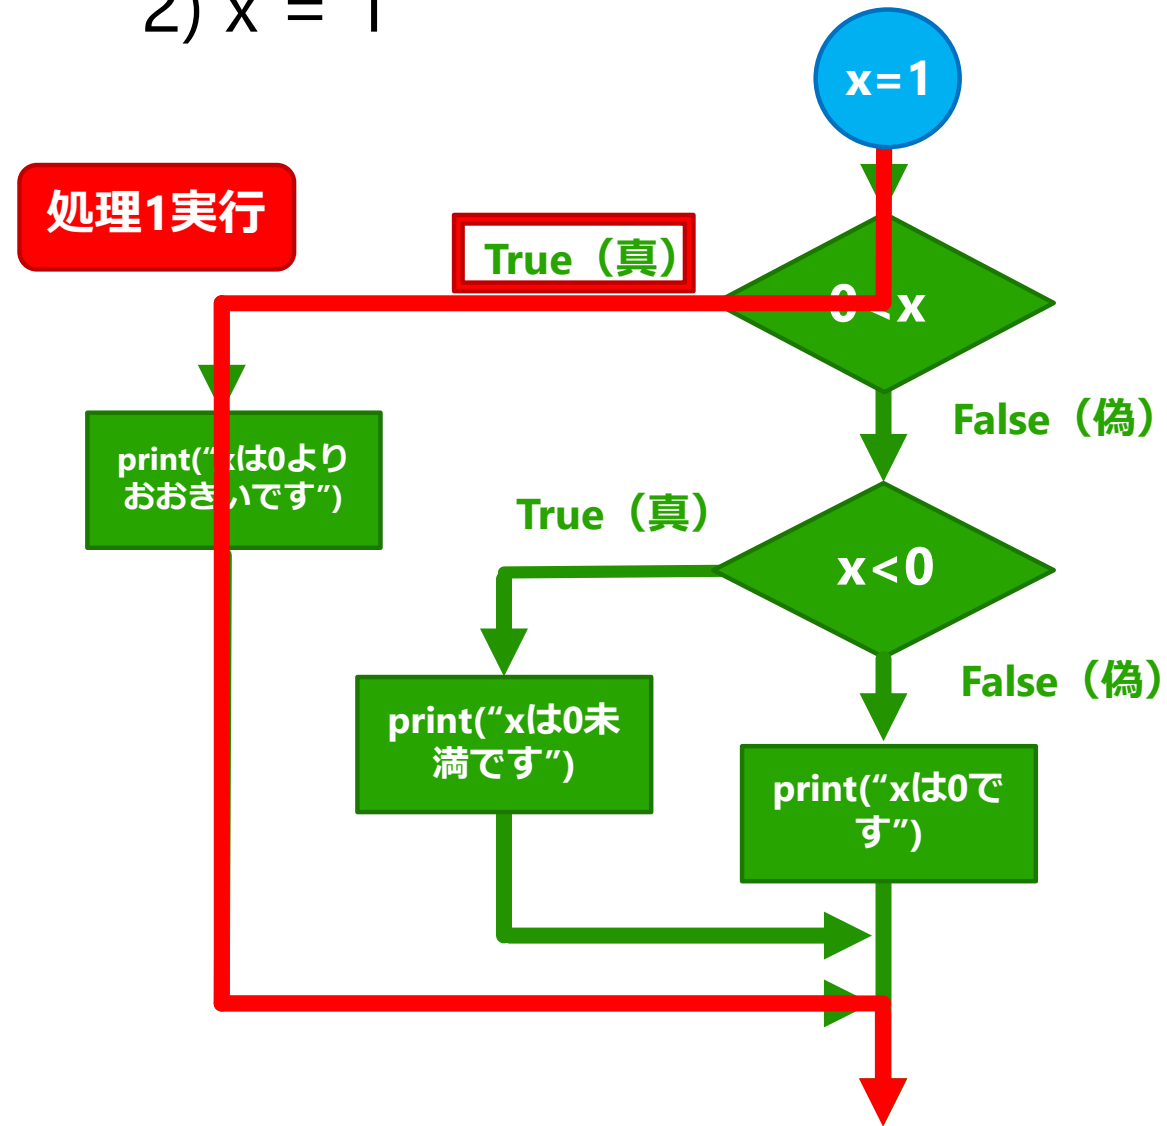 2) x = 1
x=1
処理1実行
True（真）
0<x
False（偽）
print(“xは0より
おおきいです”)
True（真）
x<0
False（偽）
print(“xは0未
満です”)
print(“xは0で
す”)